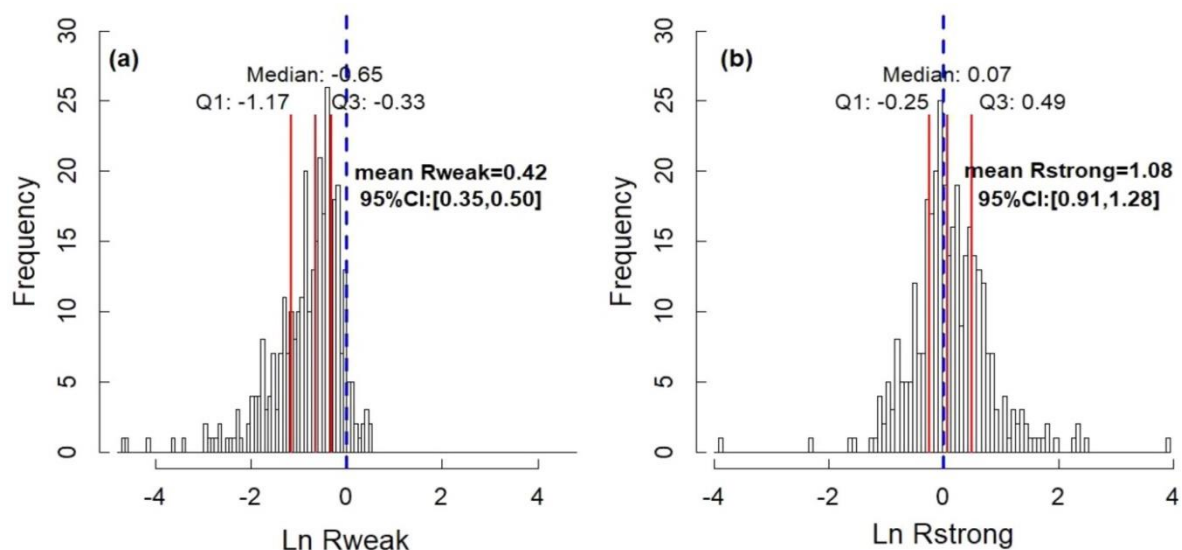 (a)
Median: -0.65
Q1: -1.17 Q3: -0.33
mean Rweak=0.42
95%CI:[0.35,0.50]
Frequency
30
25
20
15
10
5
0
-4 -2 0 2 4
Ln Rweak
(b)
Median: 0.07
Q1: -0.25 Q3: 0.49
mean Rstrong=1.08
95%CI:[0.91,1.28]
Frequency
30
25
20
15
10
5
0
-4 -2 0 2 4
Ln Rstrong